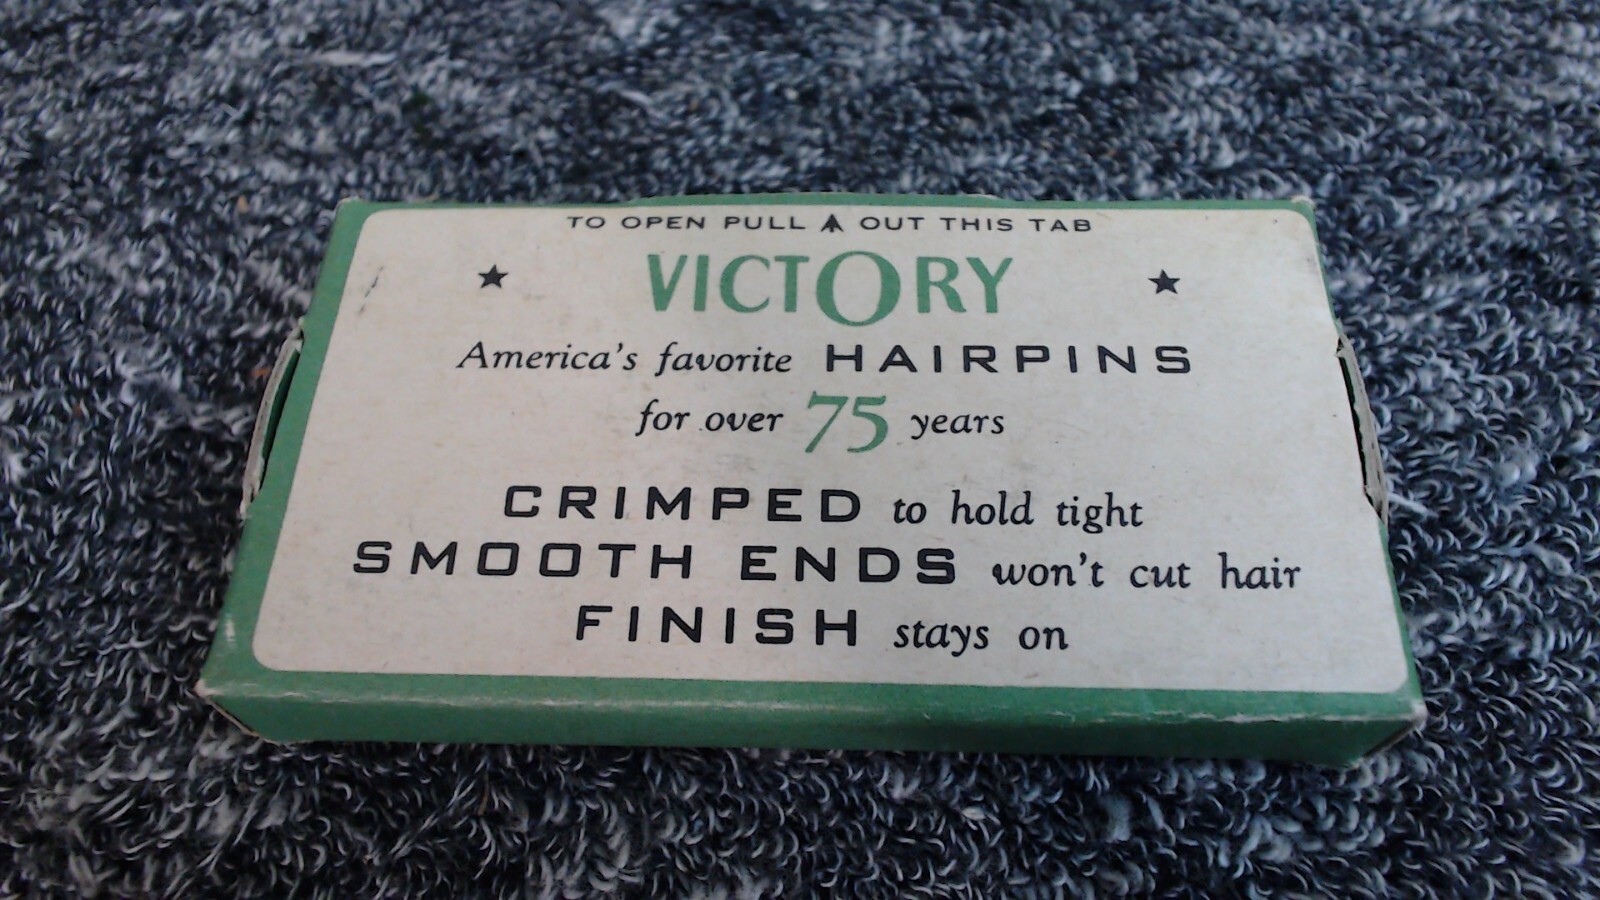 TO OPEN PULL OUT THIS TAB
VICTORY
America's favorite HAIRPINS
for over 75 years
CRIMPED to hold tight
SMOOTH ENDS won't cut hair
FINISH stays on